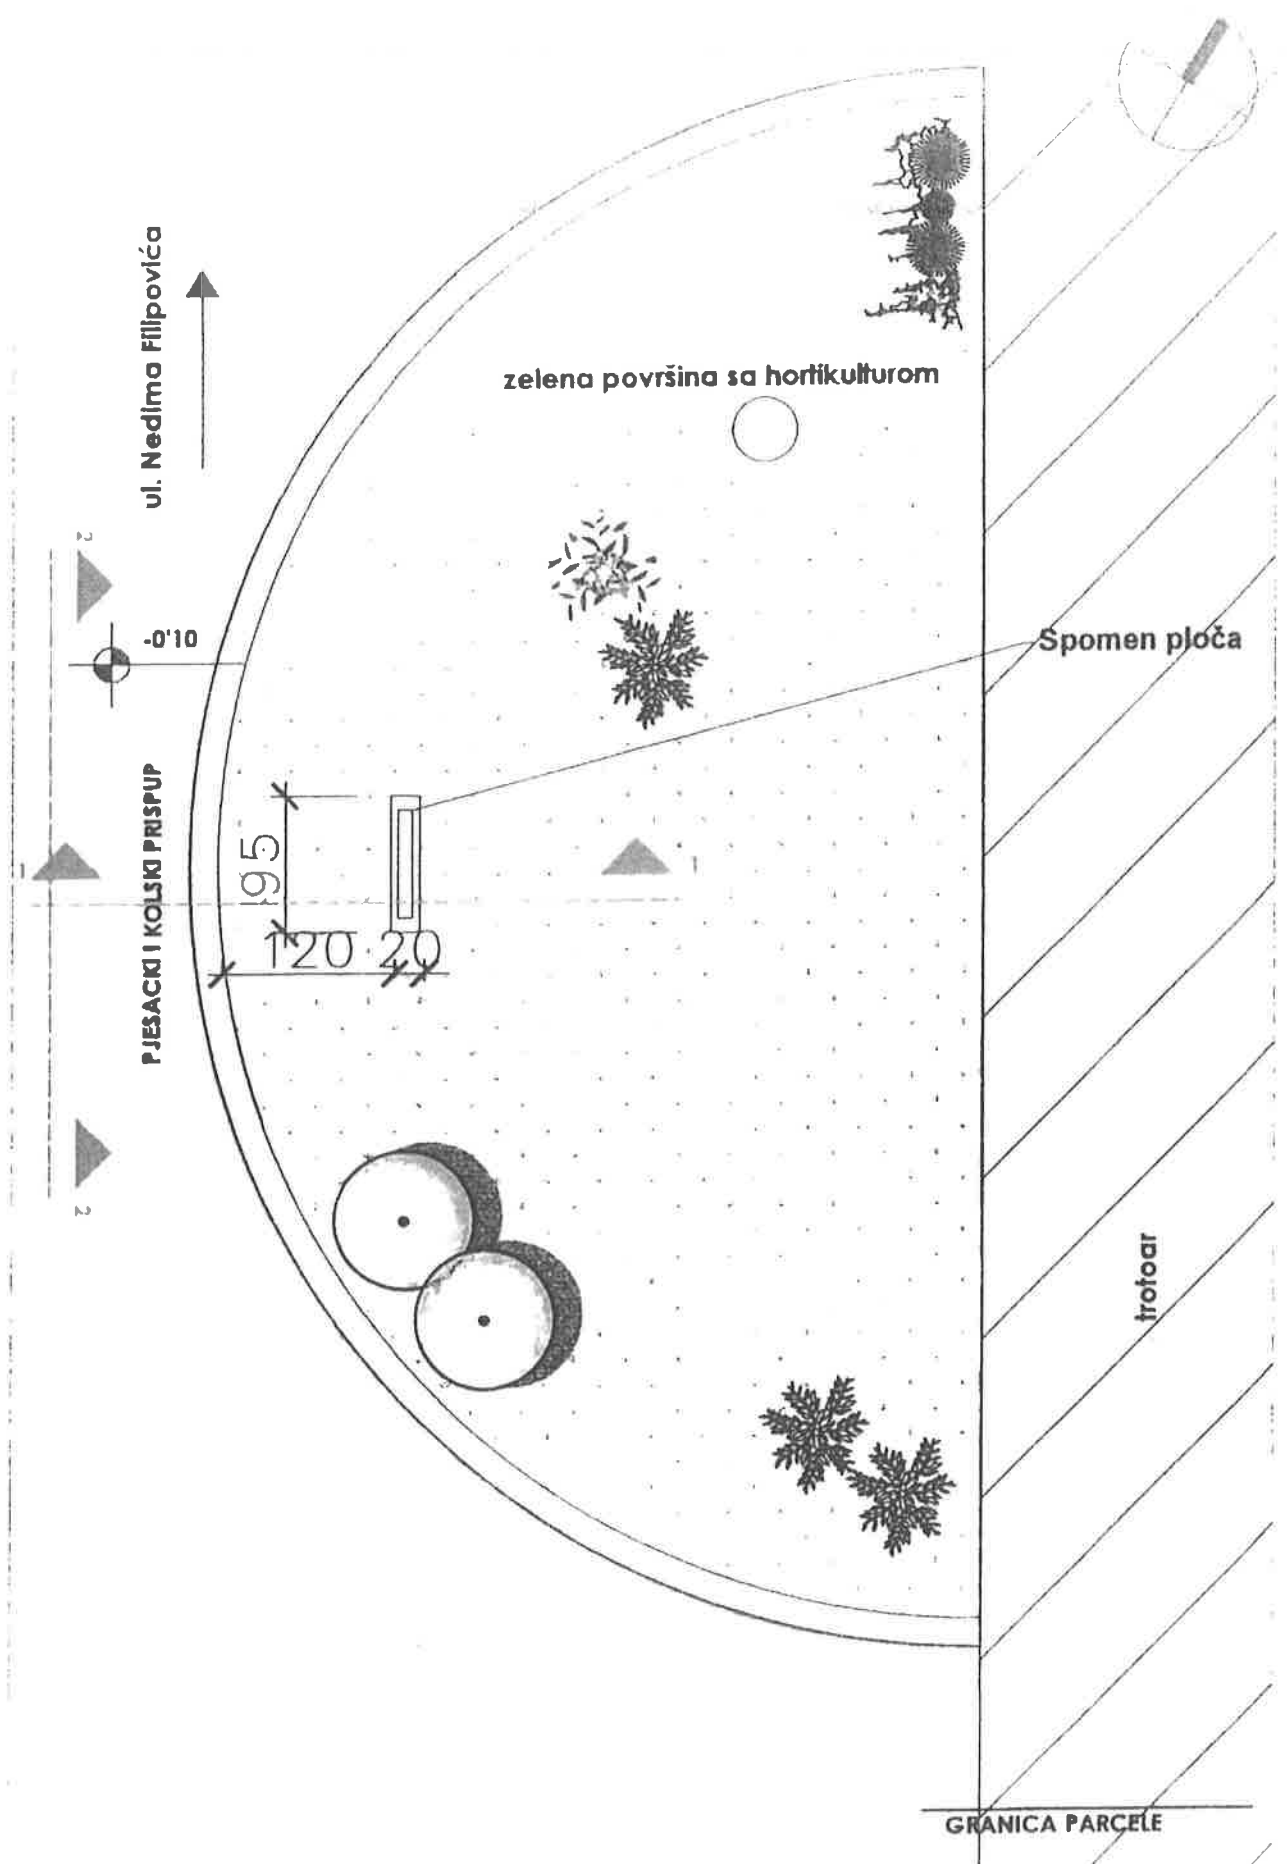 ul. Nedima Filipovića
zelena površina sa hortikulturom
2
-0'10
Spomen ploča
PJESACKI I KOLSKI PRISPUP
95
1
1
120 20
2
trotoar
GRANICA PARCELE